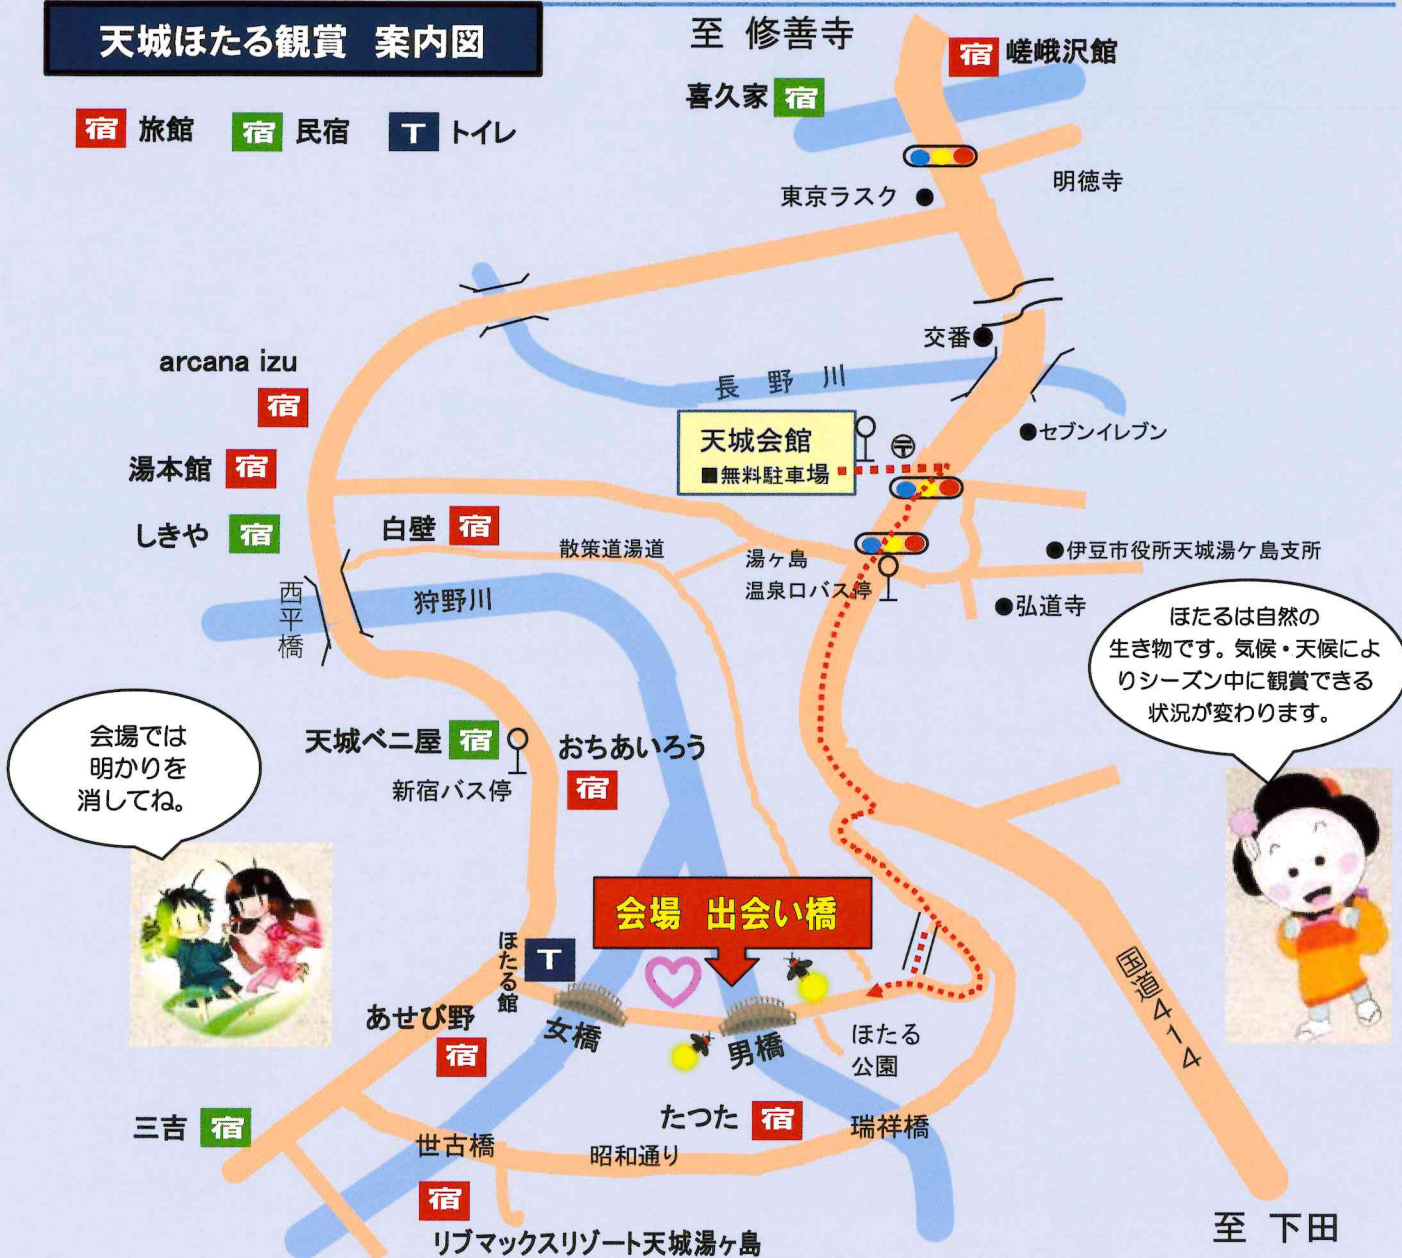 天城ほたる観賞 案内図
宿 旅館 宿 民宿 T トイレ
至 修善寺
宿 嵯峨沢館
喜久家 宿
明徳寺
東京ラスク
交番
長野川
arcana izu
宿
天城会館
■無料駐車場
〒
セブンイレブン
湯本館 宿
しきや 宿
白壁 宿
散策道湯道
湯ヶ島
温泉口バス停
伊豆市役所天城湯ケ島支所
弘道寺
西平橋
狩野川
ほたるは自然の
生き物です。気候・天候によ
りシーズン中に観賞できる
状況が変わります。
会場では
明かりを
消してね。
天城ベニ屋 宿
新宿バス停
おちあいろう
宿
会場 出会い橋
ほたる館
T
女橋
男橋
あせび野
宿
ほたる
公園
国道414
三吉 宿
たつた 宿
瑞祥橋
世古橋
昭和通り
宿
リブマックスリゾート天城湯ヶ島
至 下田